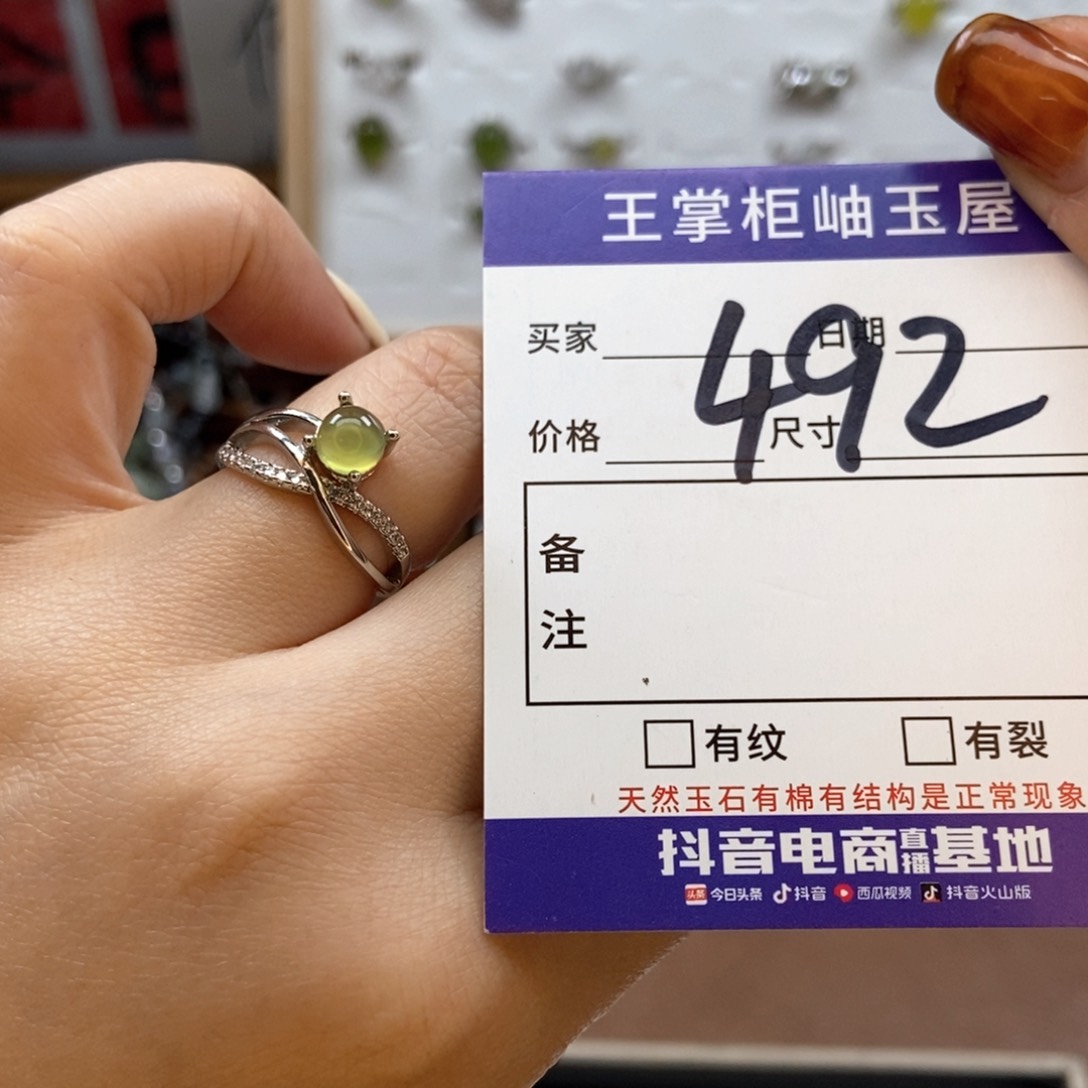 王掌柜岫玉屋
买家 日期
492
价格 尺寸
备
注
有纹 有裂
天然玉石有棉有结构是正常现象
抖音电商直播基地
头条 今日头条 抖音 西瓜视频 抖音火山版